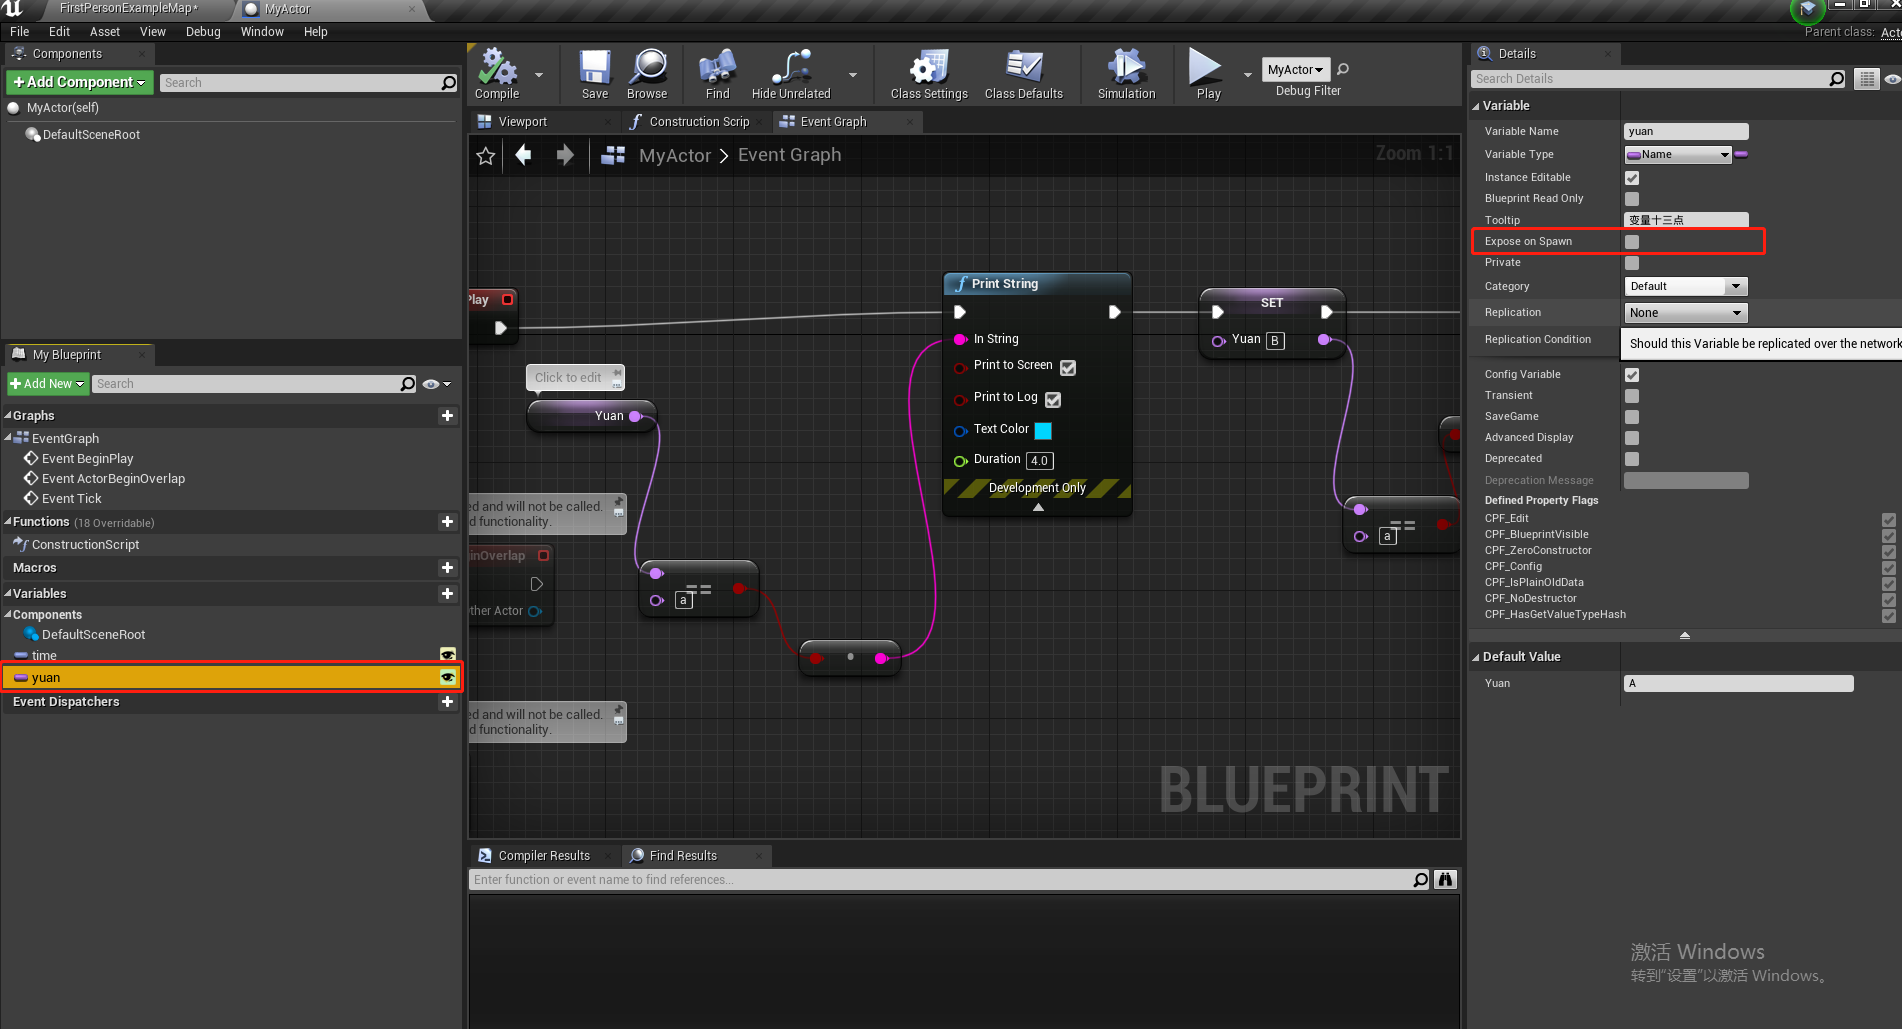 FirstPersonExampleMap*
MyActor
File Edit Asset View Debug Window Help
Parent class: Acto
Components
+Add Component
Search
MyActor(self)
DefaultSceneRoot
My Blueprint
+Add New
Search
Graphs
EventGraph
Event BeginPlay
Event ActorBeginOverlap
Event Tick
Functions (18 Overridable)
ConstructionScript
Macros
Variables
Components
DefaultSceneRoot
time
yuan
Event Dispatchers
Compile
Save
Browse
Find
Hide Unrelated
Class Settings
Class Defaults
Simulation
Play
MyActor
Debug Filter
Viewport
Construction Scrip
Event Graph
MyActor > Event Graph
Zoom 1:1
Play
Click to edit
Yuan
ed and will not be called.
d functionality.
inOverlap
ther Actor
a
==
ed and will not be called.
d functionality.
Print String
In String
Print to Screen
Print to Log
Text Color
Duration 4.0
Development Only
SET
Yuan B
==
a
BLUEPRINT
Compiler Results
Find Results
Enter function or event name to find references...
Details
Search Details
Variable
Variable Name yuan
Variable Type Name
Instance Editable
Blueprint Read Only
Tooltip 变量十三点
Expose on Spawn
Private
Category Default
Replication None
Replication Condition
Should this Variable be replicated over the network
Config Variable
Transient
SaveGame
Advanced Display
Deprecated
Deprecation Message
Defined Property Flags
CPF_Edit
CPF_BlueprintVisible
CPF_ZeroConstructor
CPF_Config
CPF_IsPlainOldData
CPF_NoDestructor
CPF_HasGetValueTypeHash
Default Value
Yuan A
激活 Windows
转到"设置"以激活 Windows。